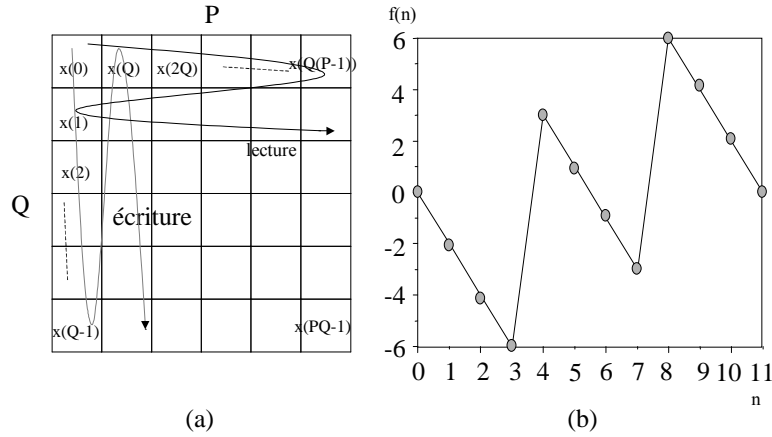 P
x(0) x(Q) x(2Q) x(Q(P-1))
x(1)
lecture
x(2)
Q
écriture
x(Q-1) x(PQ-1)
(a)
f(n)
6
4
2
0
-2
-4
-6
0 1 2 3 4 5 6 7 8 9 10 11
n
(b)